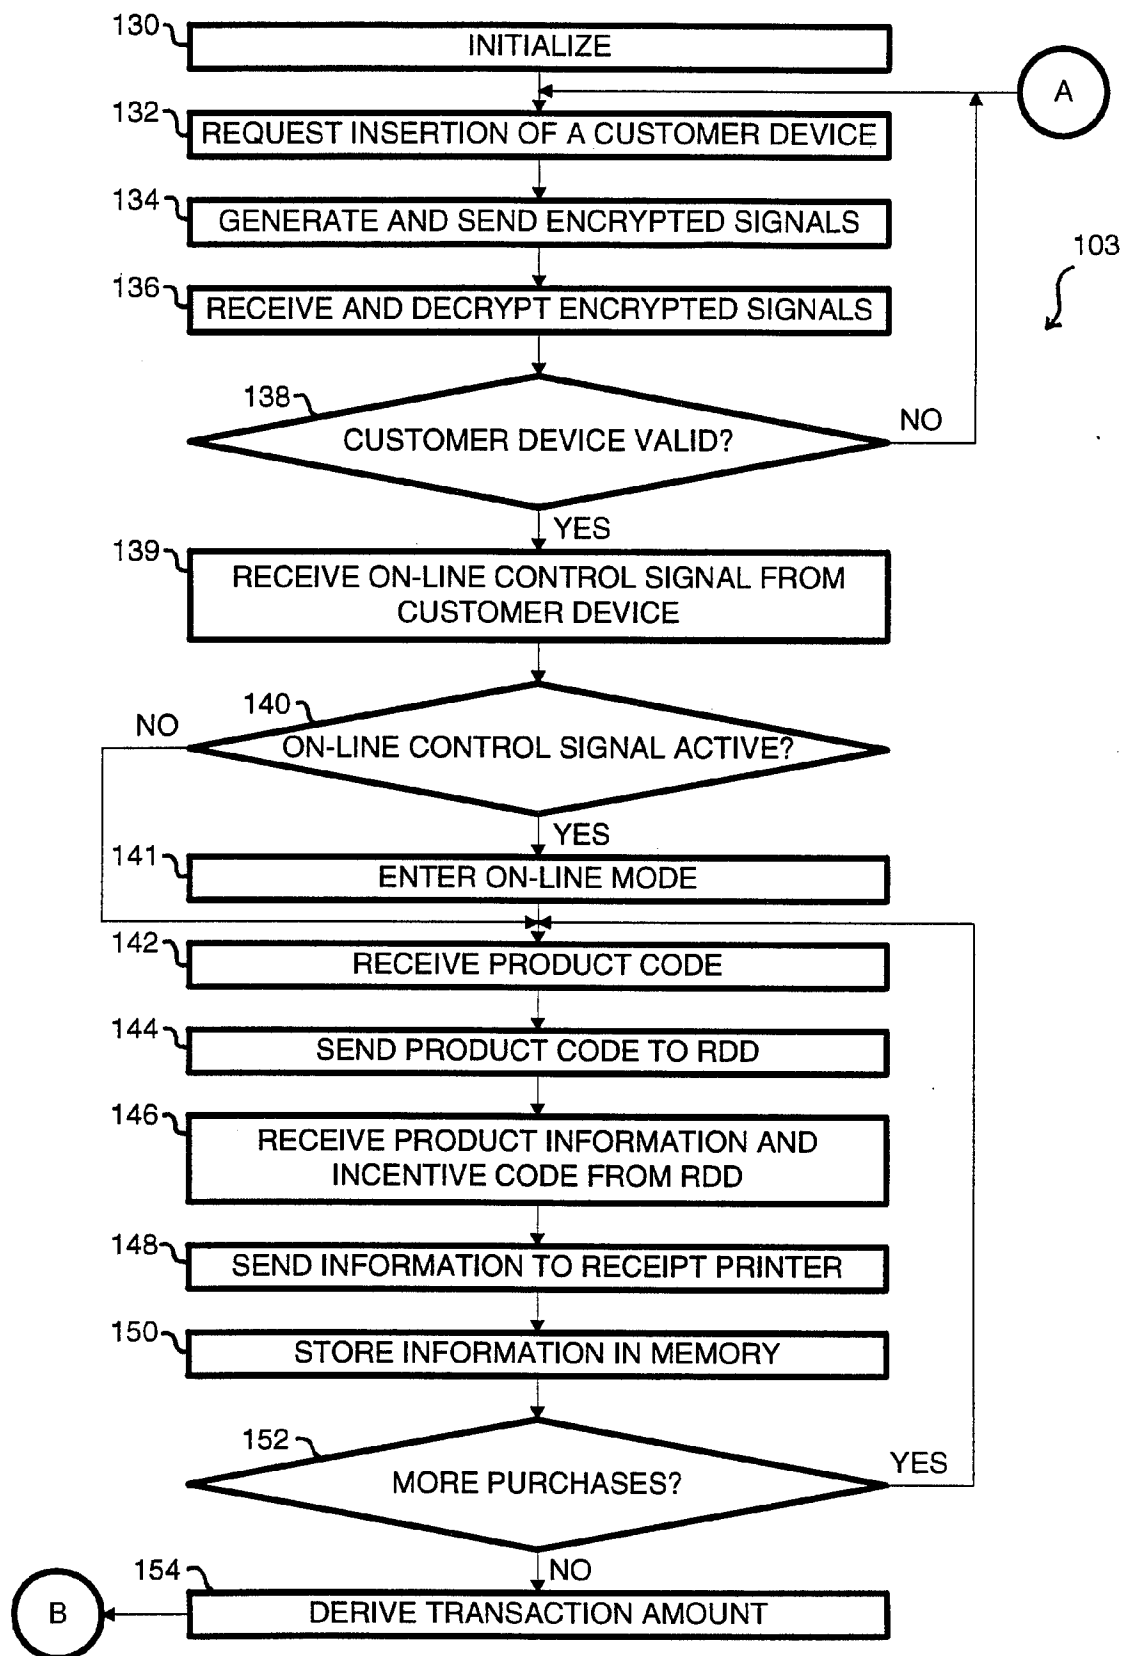 130
INITIALIZE
A
132
REQUEST INSERTION OF A CUSTOMER DEVICE
134
GENERATE AND SEND ENCRYPTED SIGNALS
103
136
RECEIVE AND DECRYPT ENCRYPTED SIGNALS
138
CUSTOMER DEVICE VALID?
NO
YES
139
RECEIVE ON-LINE CONTROL SIGNAL FROM
CUSTOMER DEVICE
140
NO
ON-LINE CONTROL SIGNAL ACTIVE?
YES
141
ENTER ON-LINE MODE
142
RECEIVE PRODUCT CODE
144
SEND PRODUCT CODE TO RDD
146
RECEIVE PRODUCT INFORMATION AND
INCENTIVE CODE FROM RDD
148
SEND INFORMATION TO RECEIPT PRINTER
150
STORE INFORMATION IN MEMORY
152
MORE PURCHASES?
YES
NO
154
B
DERIVE TRANSACTION AMOUNT